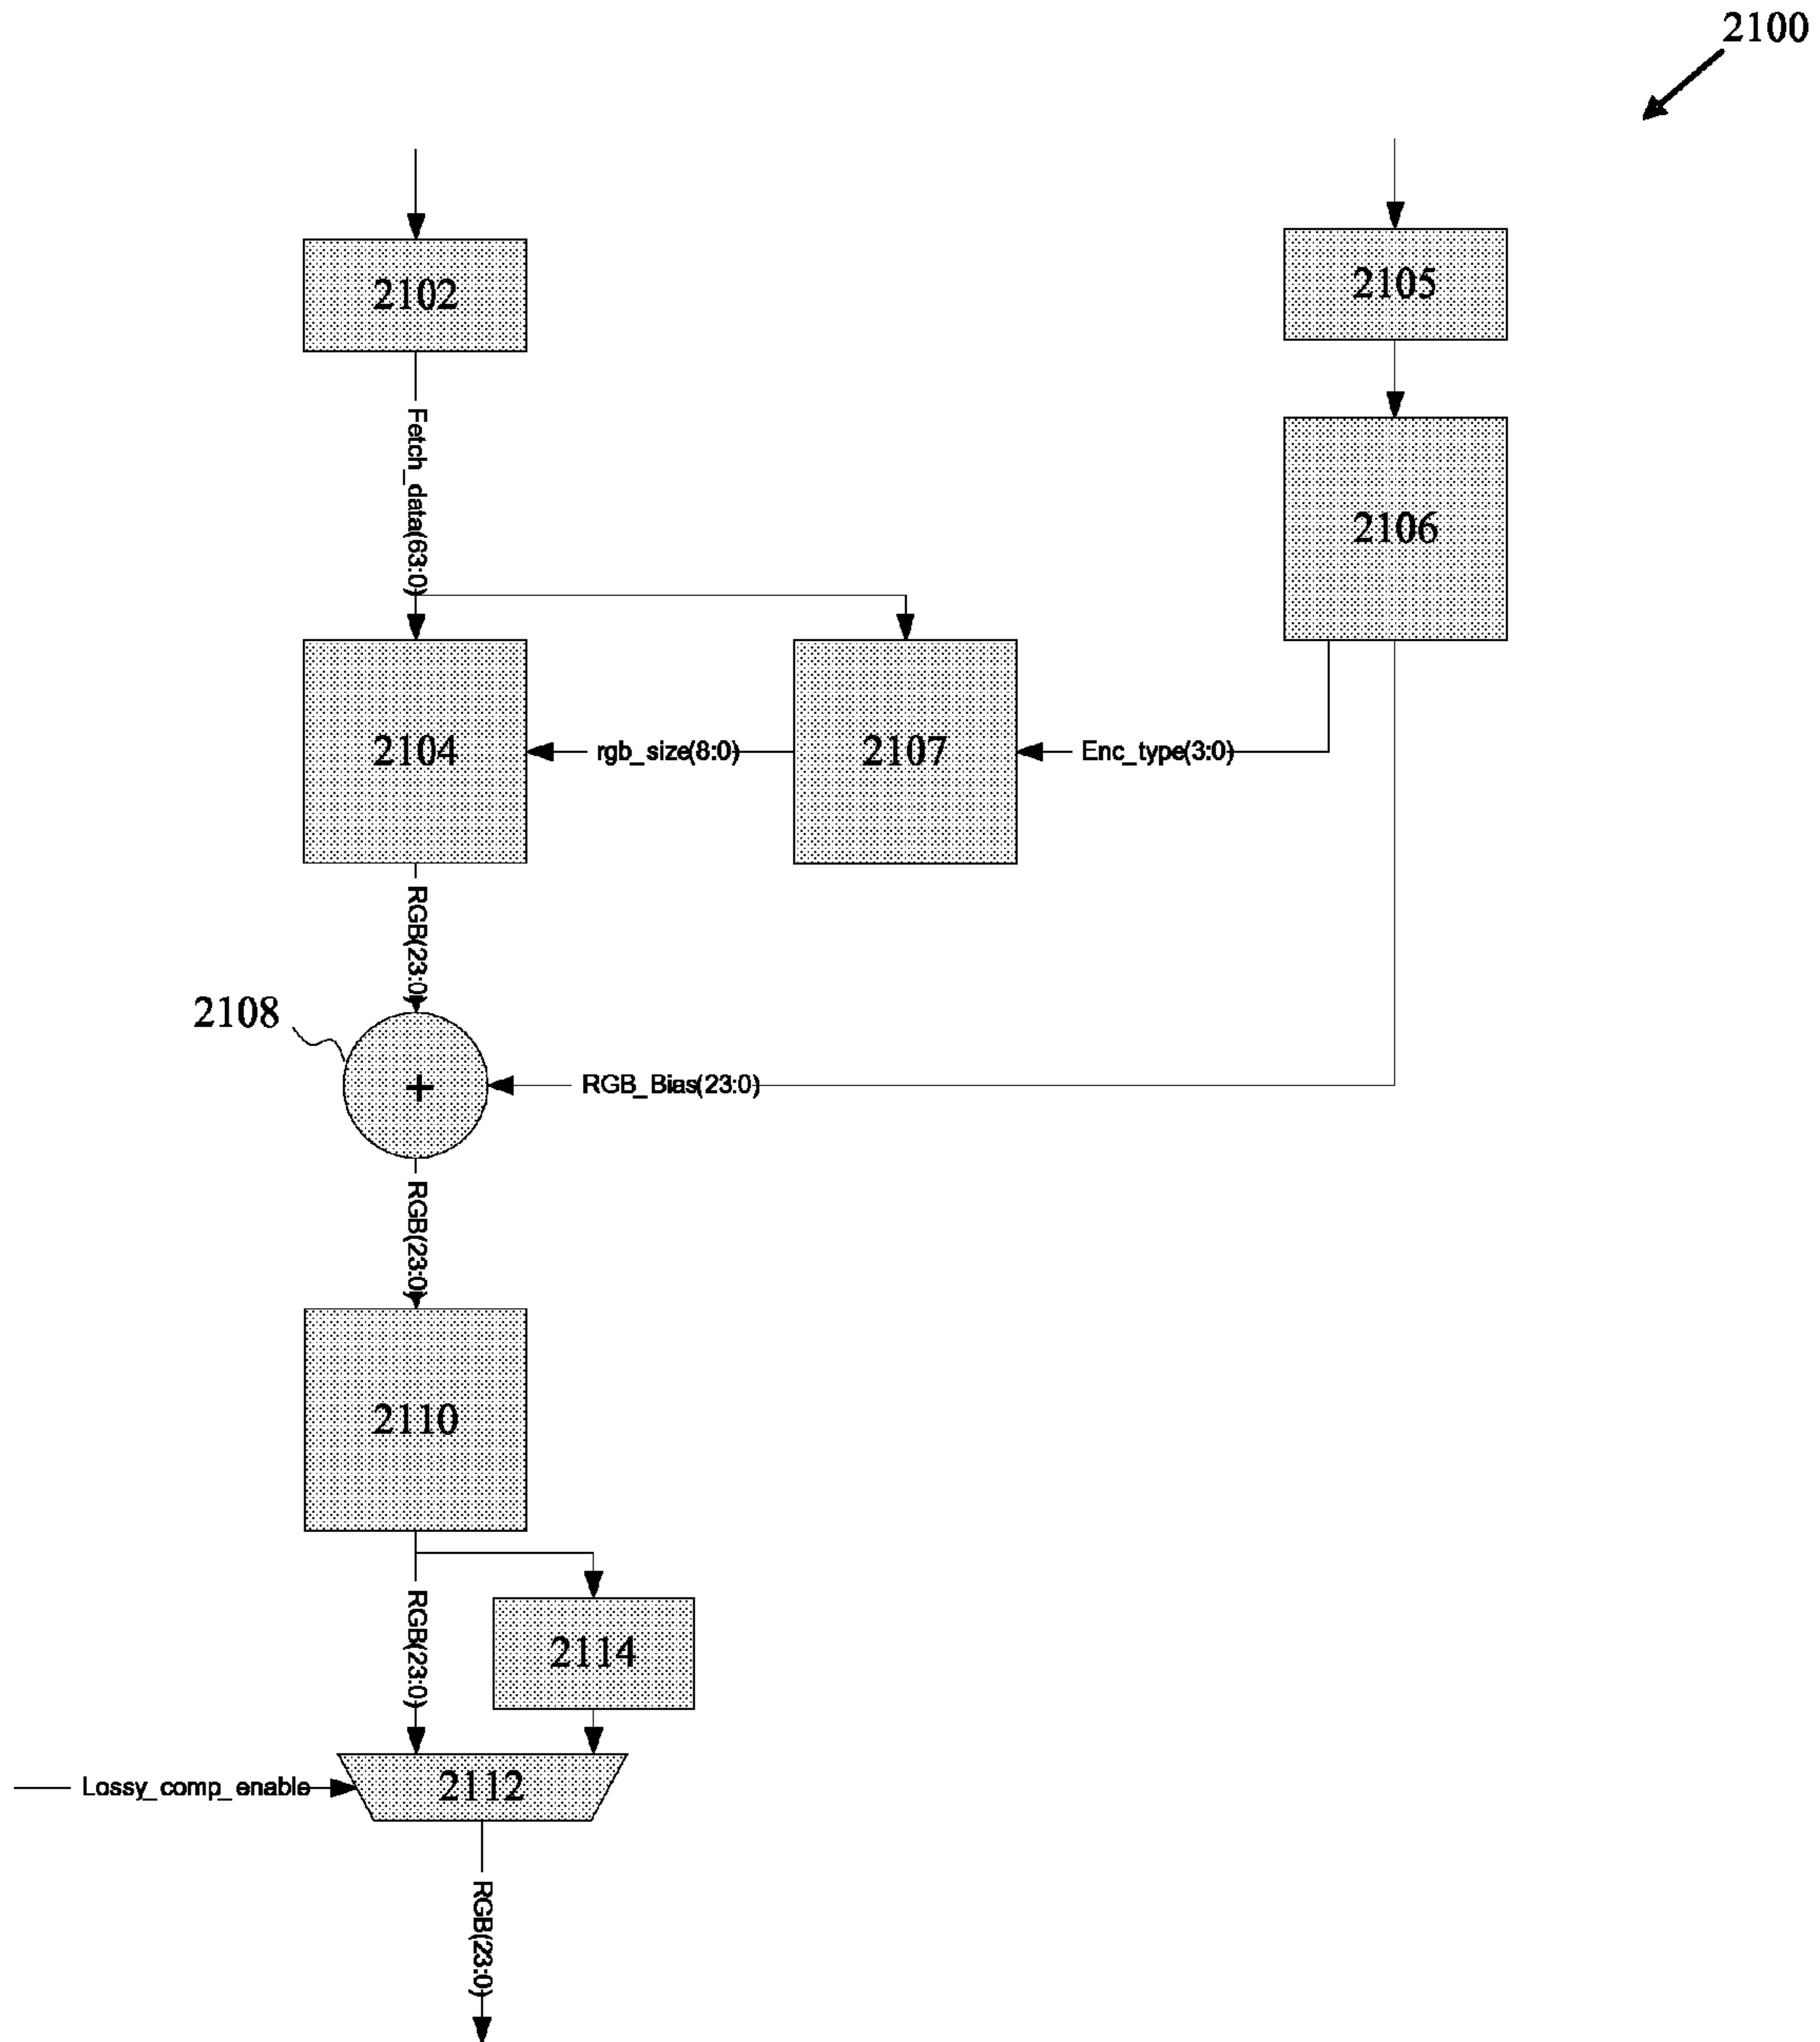 2100
2102
2105
Fetch_data(63:0)
2106
2104
rgb_size(8:0)
2107
Enc_type(3:0)
RGB(23:0)
2108
+
RGB_Bias(23:0)
RGB(23:0)
2110
RGB(23:0)
2114
Lossy_comp_enable
2112
RGB(23:0)